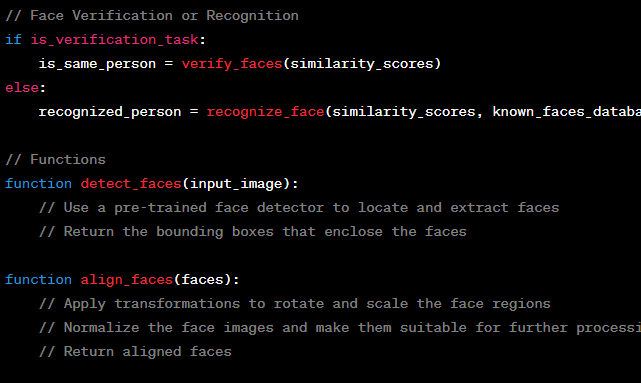 // Face Verification or Recognition
if is_verification_task:
    is_same_person = verify_faces(similarity_scores)
else:
    recognized_person = recognize_face(similarity_scores, known_faces_databa
// Functions
function detect_faces(input_image):
    // Use a pre-trained face detector to locate and extract faces
    // Return the bounding boxes that enclose the faces
function align_faces(faces):
    // Apply transformations to rotate and scale the face regions
    // Normalize the face images and make them suitable for further processi
    // Return aligned faces